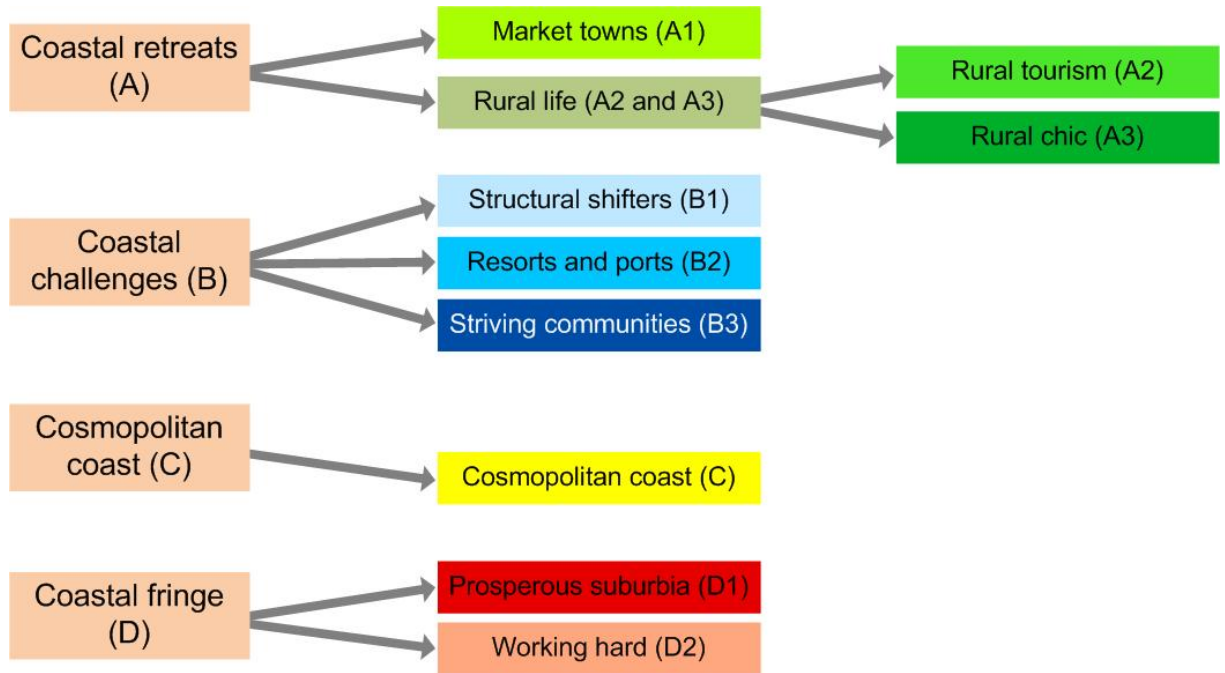 Coastal retreats
(A)
Market towns (A1)
Rural life (A2 and A3)
Rural tourism (A2)
Rural chic (A3)
Coastal
challenges (B)
Structural shifters (B1)
Resorts and ports (B2)
Striving communities (B3)
Cosmopolitan
coast (C)
Cosmopolitan coast (C)
Coastal fringe
(D)
Prosperous suburbia (D1)
Working hard (D2)